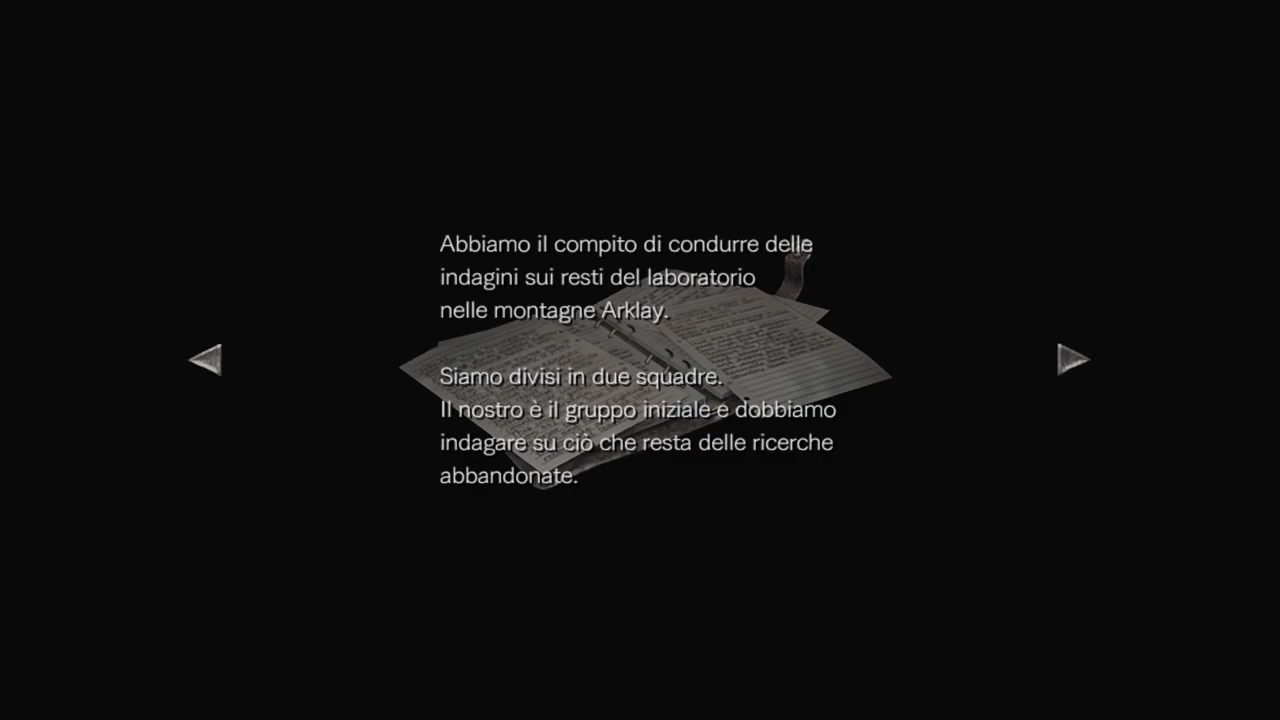 Abbiamo il compito di condurre delle
indagini sui resti del laboratorio
nelle montagne Arklay.
Siamo divisi in due squadre.
Il nostro è il gruppo iniziale e dobbiamo
indagare su ciò che resta delle ricerche
abbandonate.